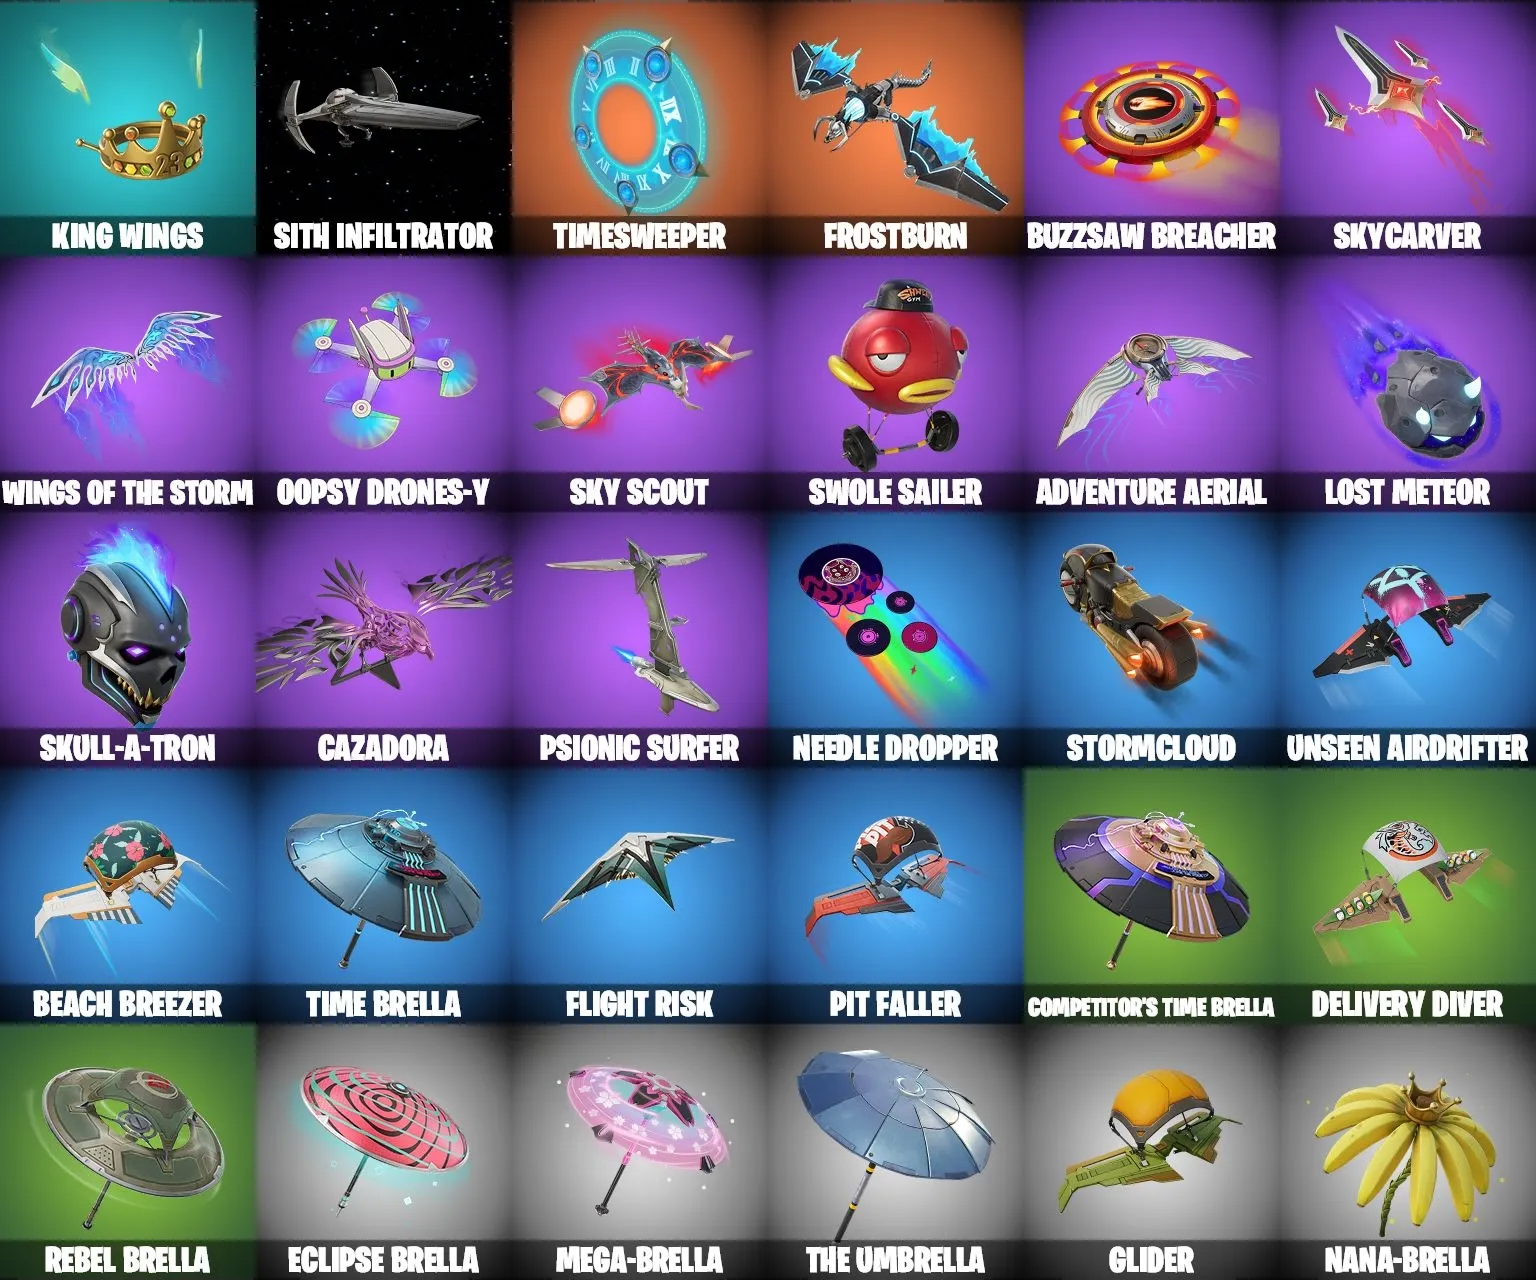 23
KING WINGS
SITH INFILTRATOR
TIMESWEEPER
FROSTBURN
BUZZSAW BREACHER
SKYCARVER
WINGS OF THE STORM
OOPSY DRONES-Y
SKY SCOUT
SWOLE SAILER
ADVENTURE AERIAL
LOST METEOR
SKULL-A-TRON
CAZADORA
PSIONIC SURFER
NEEDLE DROPPER
STORMCLOUD
UNSEEN AIRDRIFTER
PIT
BEACH BREEZER
TIME BRELLA
FLIGHT RISK
PIT FALLER
COMPETITOR'S TIME BRELLA
DELIVERY DIVER
REBEL BRELLA
ECLIPSE BRELLA
MEGA-BRELLA
THE UMBRELLA
GLIDER
NANA-BRELLA